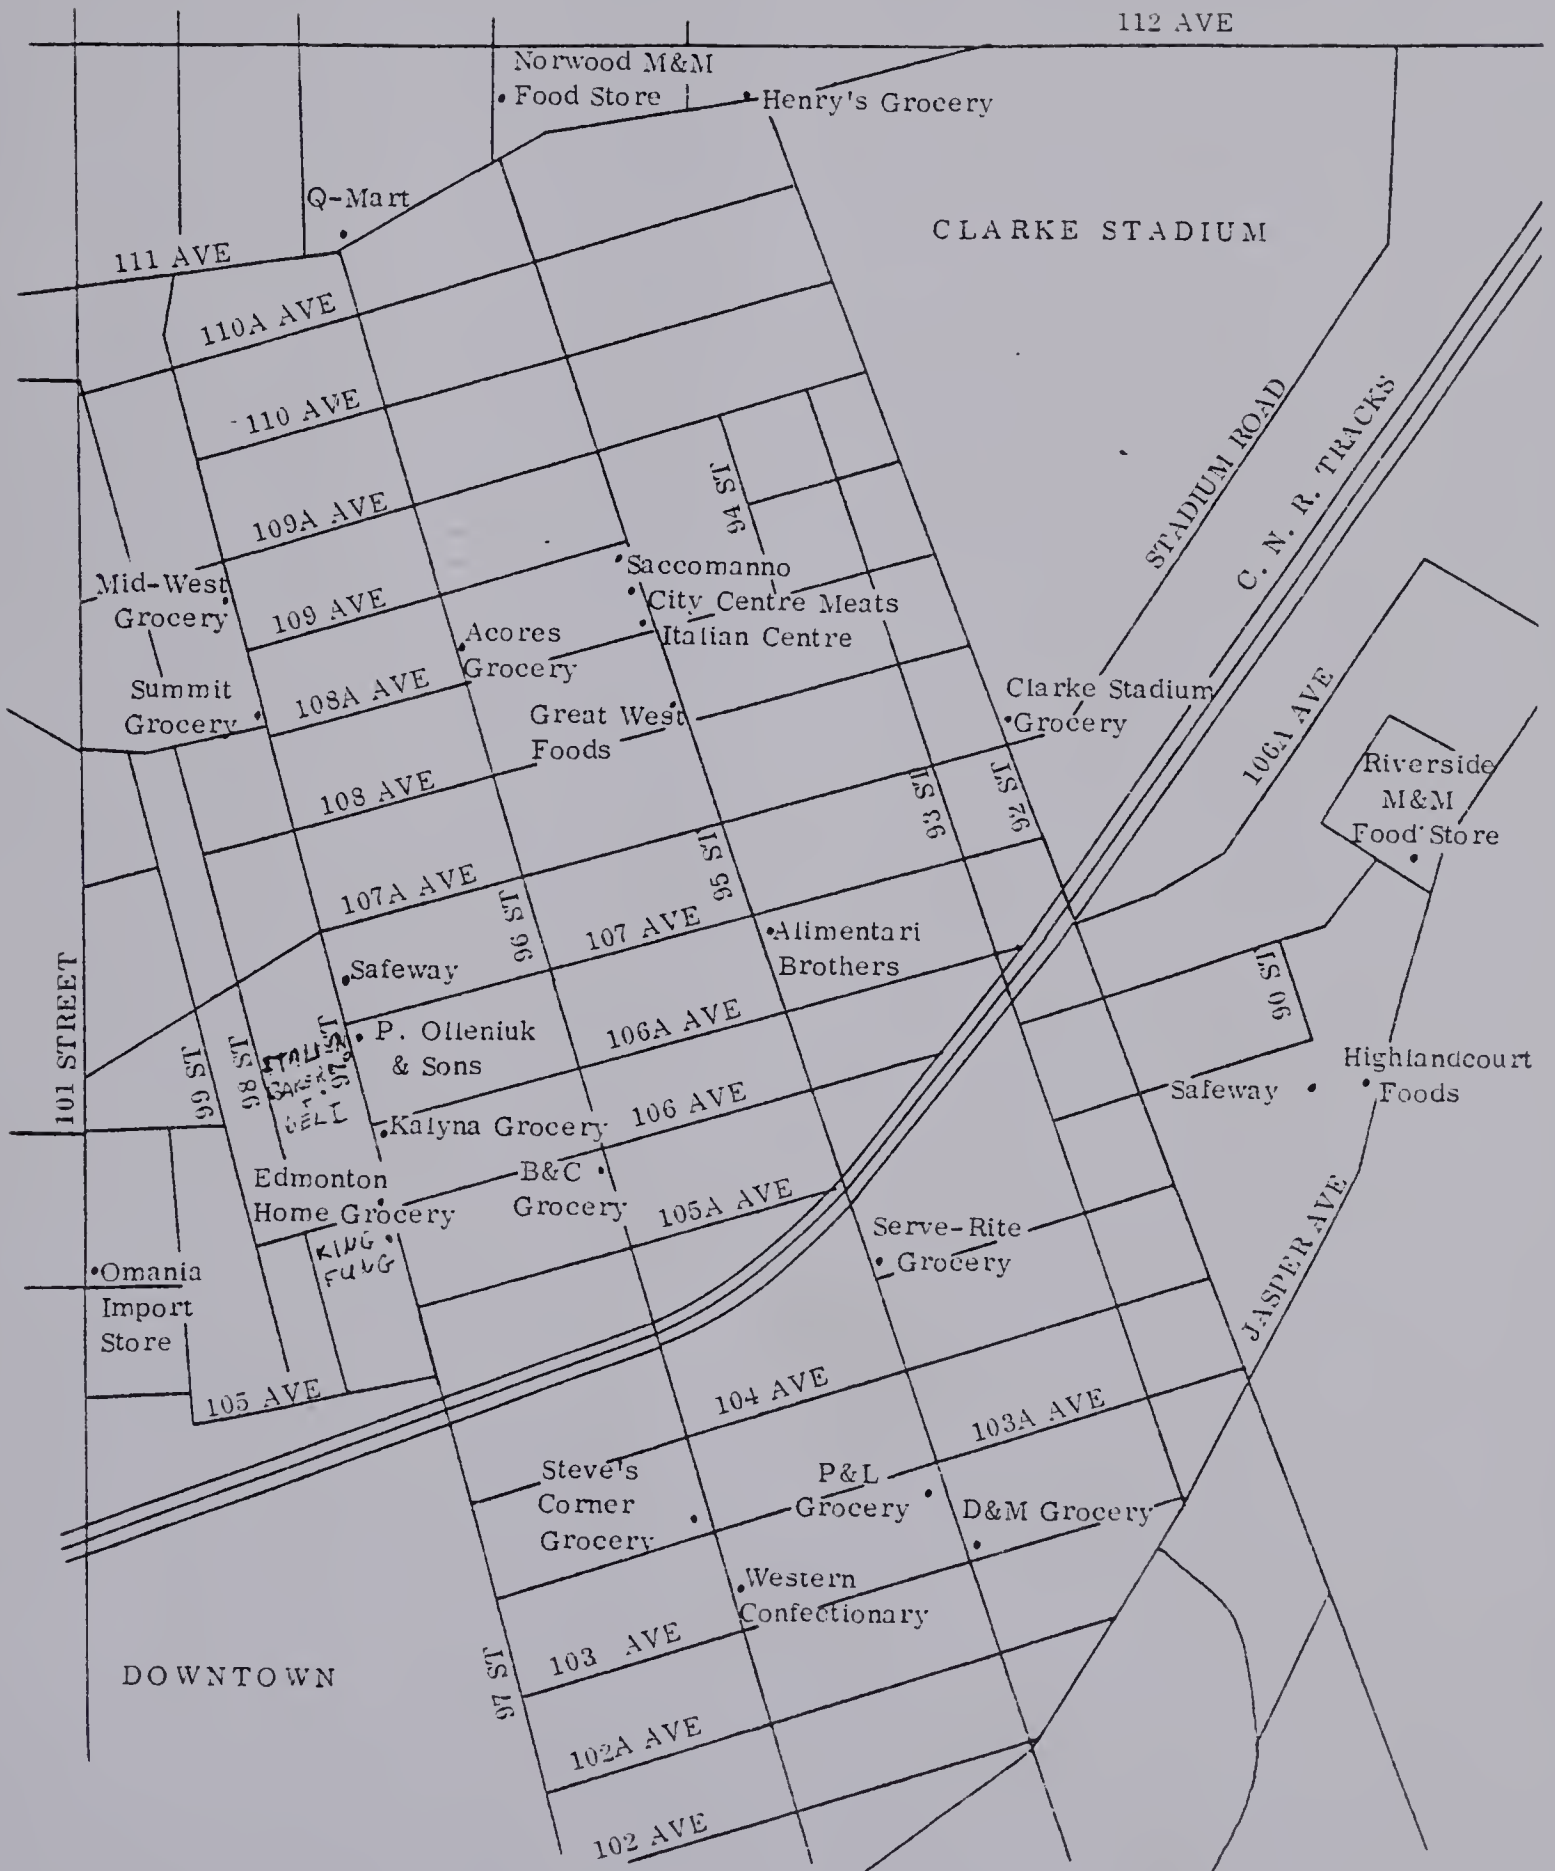 112 AVE
Norwood M&M
Food Store
Henry's Grocery
Q-Mart
CLARKE STADIUM
111 AVE
110A AVE
110 AVE
STADIUM ROAD
C. N. R. TRACKS
94 ST
109A AVE
Saccomanno
Mid-West
Grocery
109 AVE
City Centre Meats
Italian Centre
Acores
Grocery
Summit
Grocery
108A AVE
Great West
Foods
Clarke Stadium
Grocery
106A AVE
Riverside
M&M
Food Store
108 AVE
93 ST
92 ST
95 ST
107A AVE
96 ST
107 AVE
Alimentari
Brothers
Safeway
101 STREET
90 ST
106A AVE
P. Olleniuk
& Sons
99 ST
98 ST
97 ST
ITALIAN
BAKERY
DELI
Highlandcourt
Foods
Safeway
106 AVE
Kalyna Grocery
B&C
Grocery
Edmonton
Home Grocery
105A AVE
KING
FUNG
Serve-Rite
Grocery
JASPER AVE
Omania
Import
Store
105 AVE
104 AVE
103A AVE
Steve's
Corner
Grocery
P&L
Grocery
D&M Grocery
Western
Confectionary
103 AVE
97 ST
DOWNTOWN
102A AVE
102 AVE